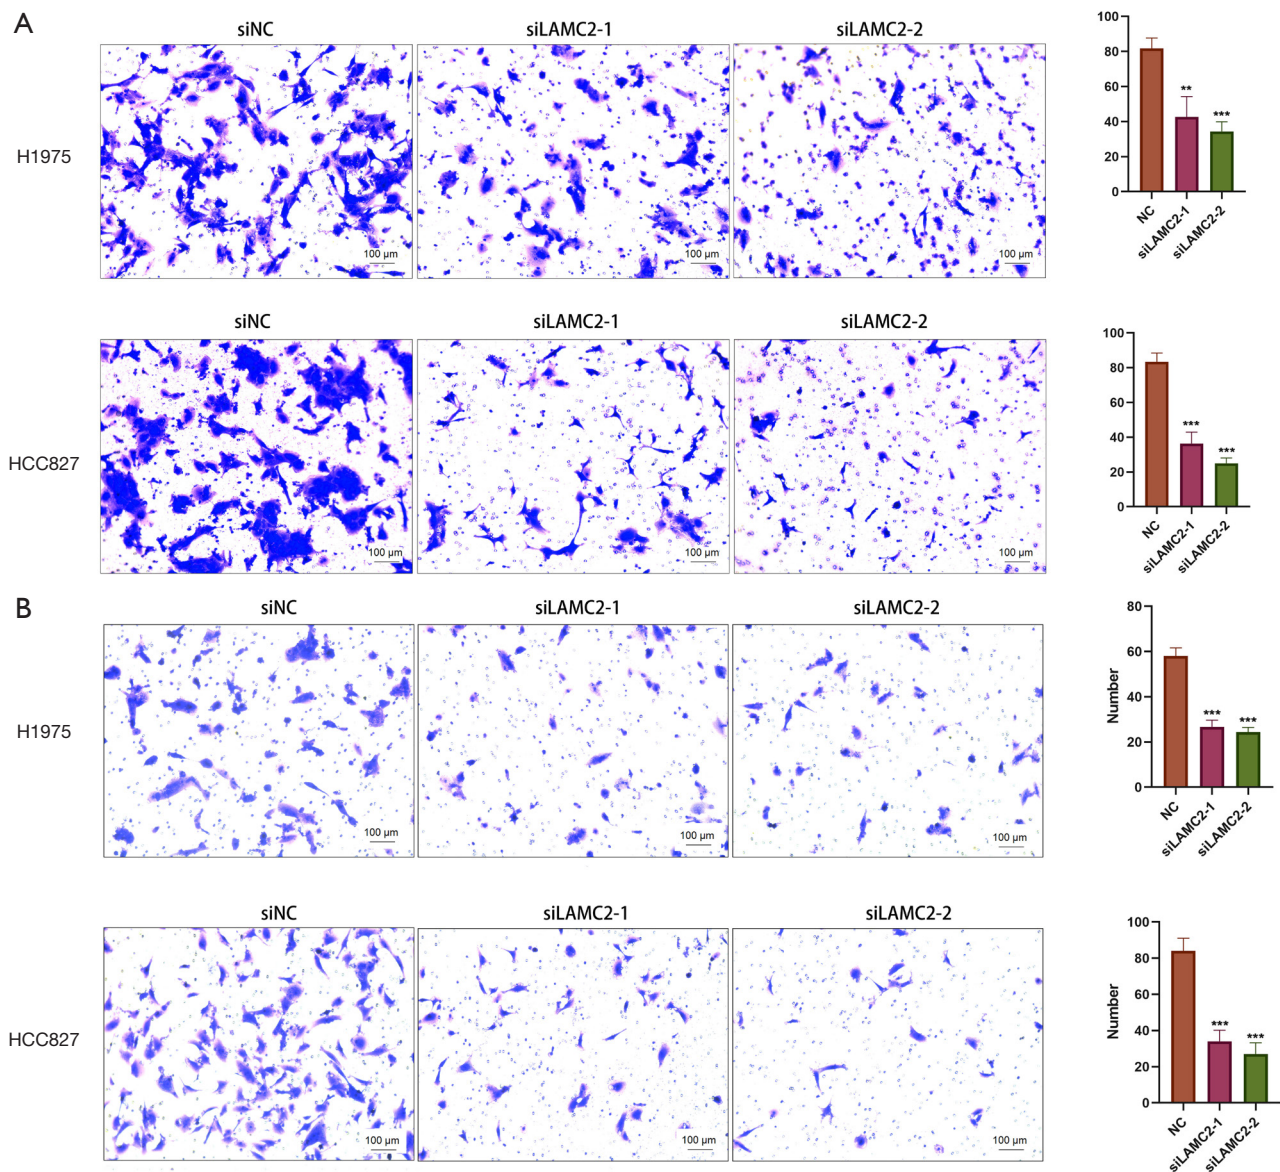 A
siNC
siLAMC2-1
siLAMC2-2
H1975
100 µm
100 µm
100 µm
100
80
60
40
20
0
**
***
NC
siLAMC2-1
siLAMC2-2
siNC
siLAMC2-1
siLAMC2-2
HCC827
100 µm
100 µm
100 µm
100
80
60
40
20
0
***
***
NC
siLAMC2-1
siLAMC2-2
B
siNC
siLAMC2-1
siLAMC2-2
H1975
100 µm
100 µm
100 µm
Number
80
60
40
20
0
***
***
NC
siLAMC2-1
siLAMC2-2
siNC
siLAMC2-1
siLAMC2-2
HCC827
100 µm
100 µm
100 µm
Number
100
80
60
40
20
0
***
***
NC
siLAMC2-1
siLAMC2-2